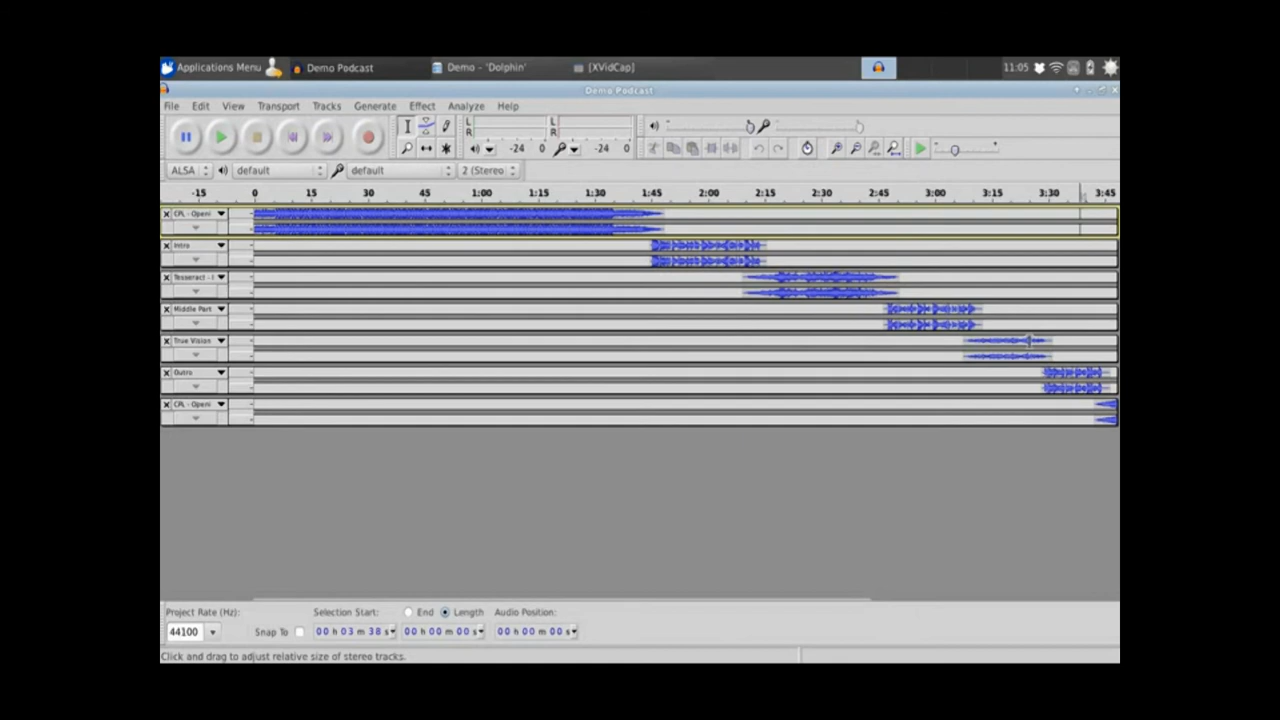 Applications Menu Demo Podcast Demo - 'Dolphin' [XVidCap] 11:05
Demo Podcast
File Edit View Transport Tracks Generate Effect Analyze Help
L L
R R
-24 0 -24 0
ALSA default default 2 (Stereo
-15 0 15 30 45 1:00 1:15 1:30 1:45 2:00 2:15 2:30 2:45 3:00 3:15 3:30 3:45
X CPL - Openi
X Intro
X Tesseract -
X Middle Part
X True Vision
X Outro
X CPL - Openi
Project Rate (Hz): Selection Start: End Length Audio Position:
44100 Snap To 00 h 03 m 38 s 00 h 00 m 00 s 00 h 00 m 00 s
Click and drag to adjust relative size of stereo tracks.